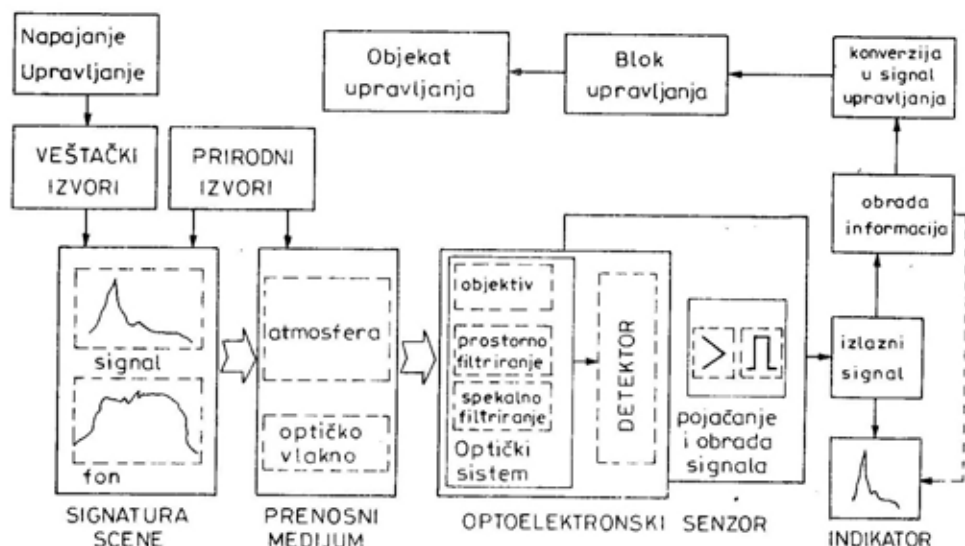 Napajanje
Upravljanje
VEŠTAČKI
IZVORI
PRIRODNI
IZVORI
Objekat
upravljanja
Blok
upravljanja
konverzija
u signal
upravljanja
obrada
informacija
izlazni
signal
signal
fon
SIGNATURA
SCENE
atmosfera
optičko
vlakno
PRENOSNI
MEDIJUM
objektiv
prostorno
filtriranje
spekalno
filtriranje
Optički
sistem
DETEKTOR
pojačanje
i obrada
signala
OPTOELEKTRONSKI SENZOR
INDIKATOR